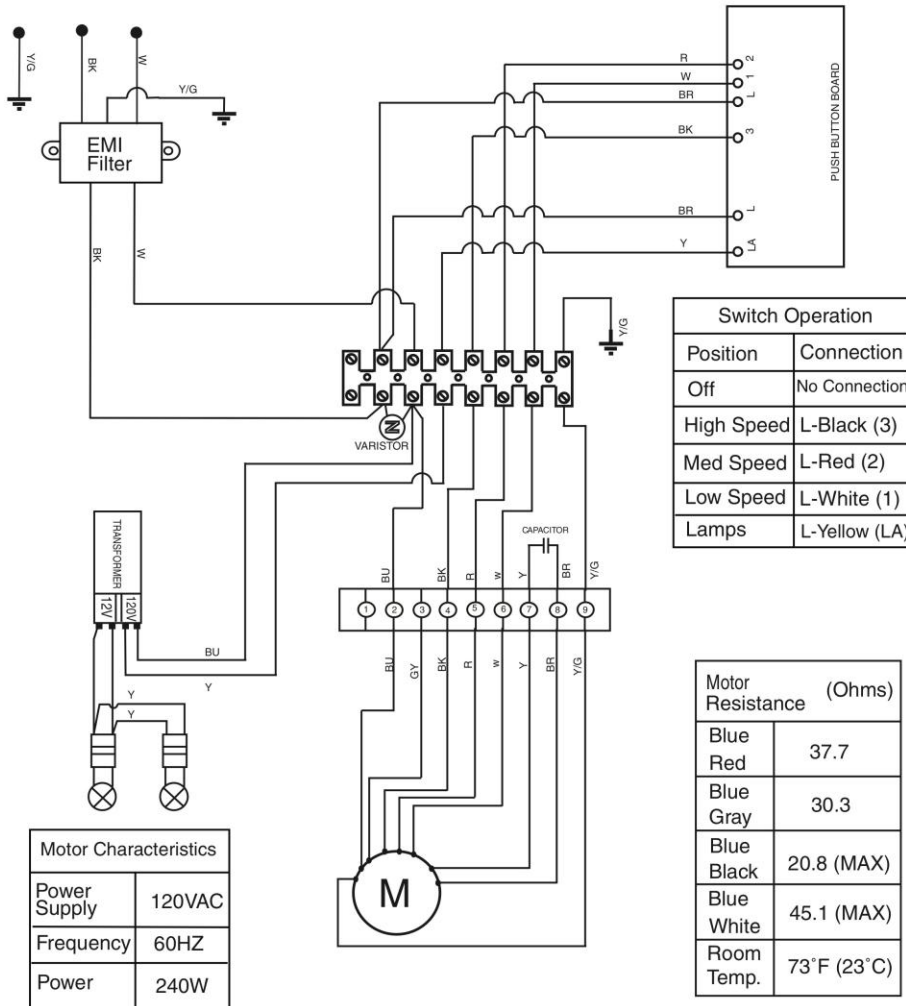 Y/G
BK
W
Y/G
EMI
Filter
BK
W
R
W
BR
BK
BR
Y
2
1
L
3
L
LA
PUSH BUTTON BOARD
Y/G
Switch Operation
Position Connection
Off No Connection
High Speed L-Black (3)
Med Speed L-Red (2)
Low Speed L-White (1)
Lamps L-Yellow (LA)
N
VARISTOR
TRANSFORMER
12V 120V
BU
Y
Y
Y
CAPACITOR
BU
BK
R
w
Y
BR
Y/G
1 2 3 4 5 6 7 8 9
BU
GY
BK
R
w
Y
BR
Y/G
M
Motor Characteristics
Power
Supply
120VAC
Frequency 60HZ
Power 240W
Motor
Resistance (Ohms)
Blue
Red
37.7
Blue
Gray
30.3
Blue
Black
20.8 (MAX)
Blue
White
45.1 (MAX)
Room
Temp.
73˚F (23˚C)